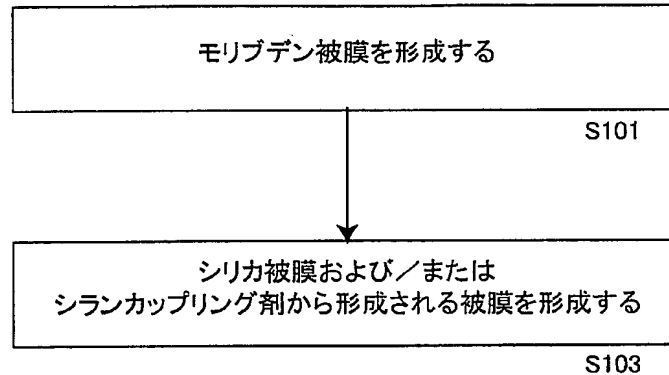 モリブデン被膜を形成する
S101
シリカ被膜および／または
シランカップリング剤から形成される被膜を形成する
S103